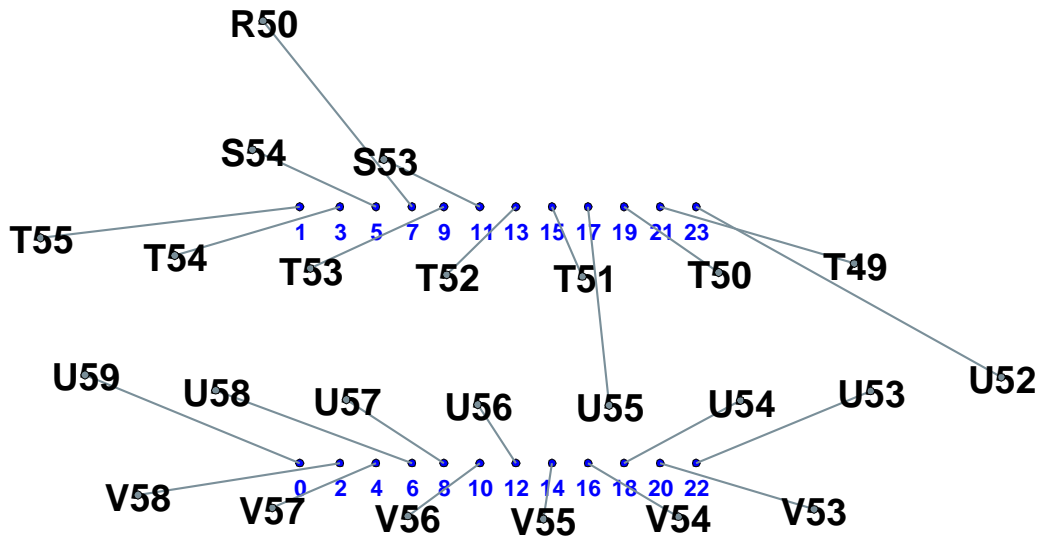 R50
S54 S53
1 3 5 7 9 11 13 15 17 19 21 23
T55 T54 T53 T52 T51 T50 T49
U59 U58 U57 U56 U55 U54 U53 U52
0 2 4 6 8 10 12 14 16 18 20 22
V58 V57 V56 V55 V54 V53